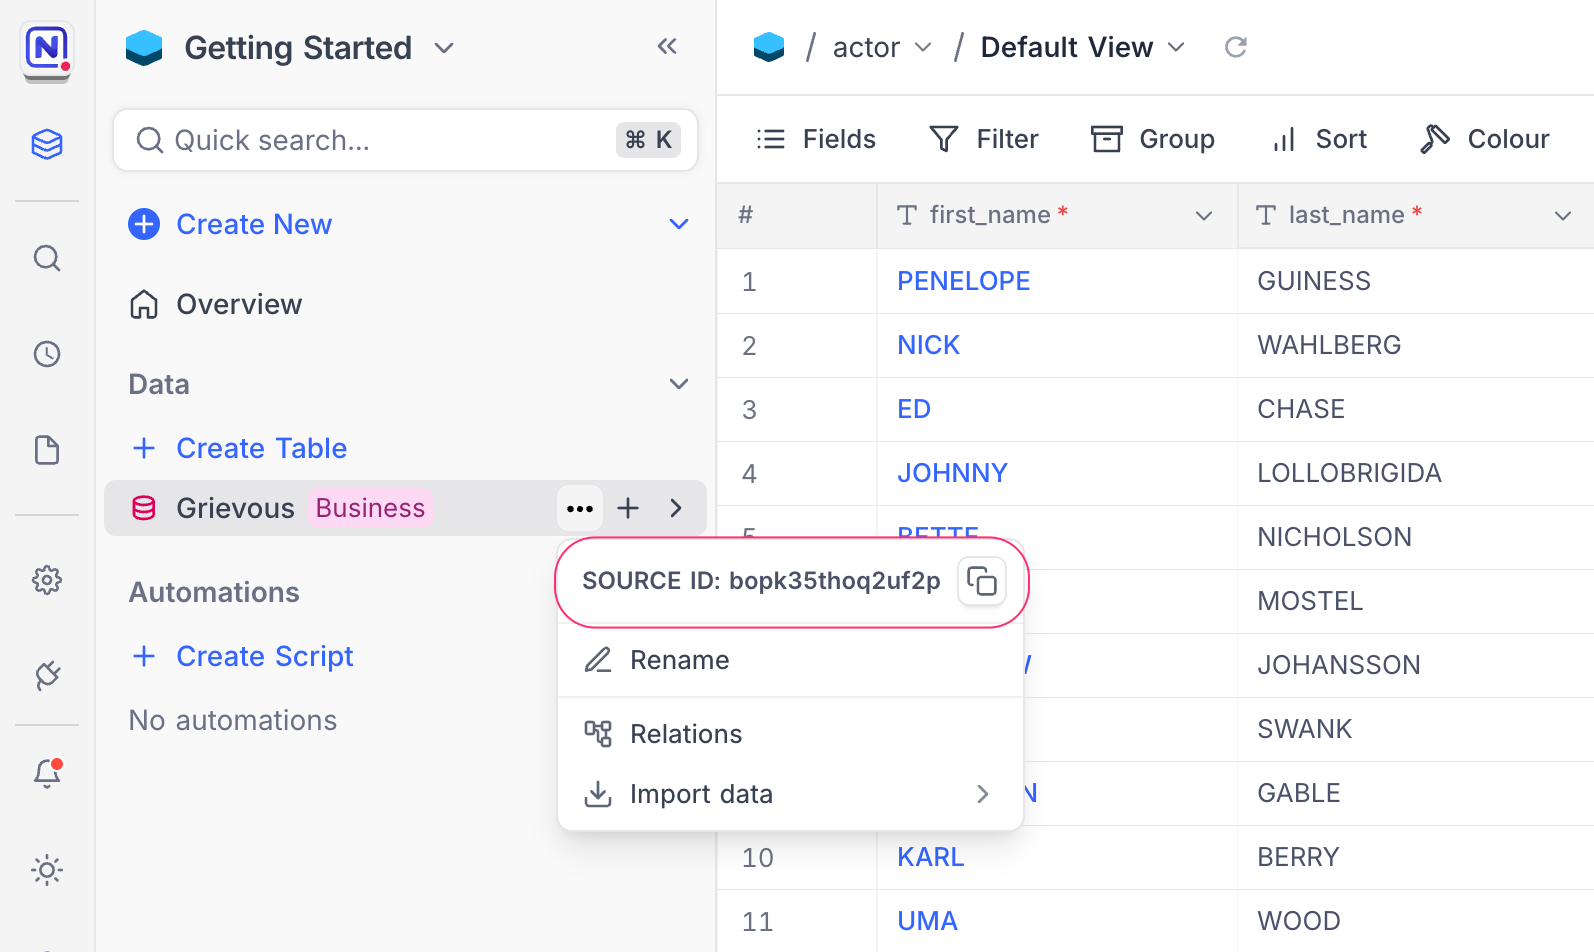 N
Getting Started
/ actor / Default View
Quick search... ⌘ K
Fields Filter Group Sort Colour
Create New
# first_name * last_name *
Overview
1 PENELOPE GUINESS
2 NICK WAHLBERG
Data
3 ED CHASE
Create Table
4 JOHNNY LOLLOBRIGIDA
Grievous Business
5 BETTE NICHOLSON
SOURCE ID: bopk35thoq2uf2p
Automations
MOSTEL
Rename
Create Script
W JOHANSSON
No automations
Relations
SWANK
Import data
N GABLE
10 KARL BERRY
11 UMA WOOD